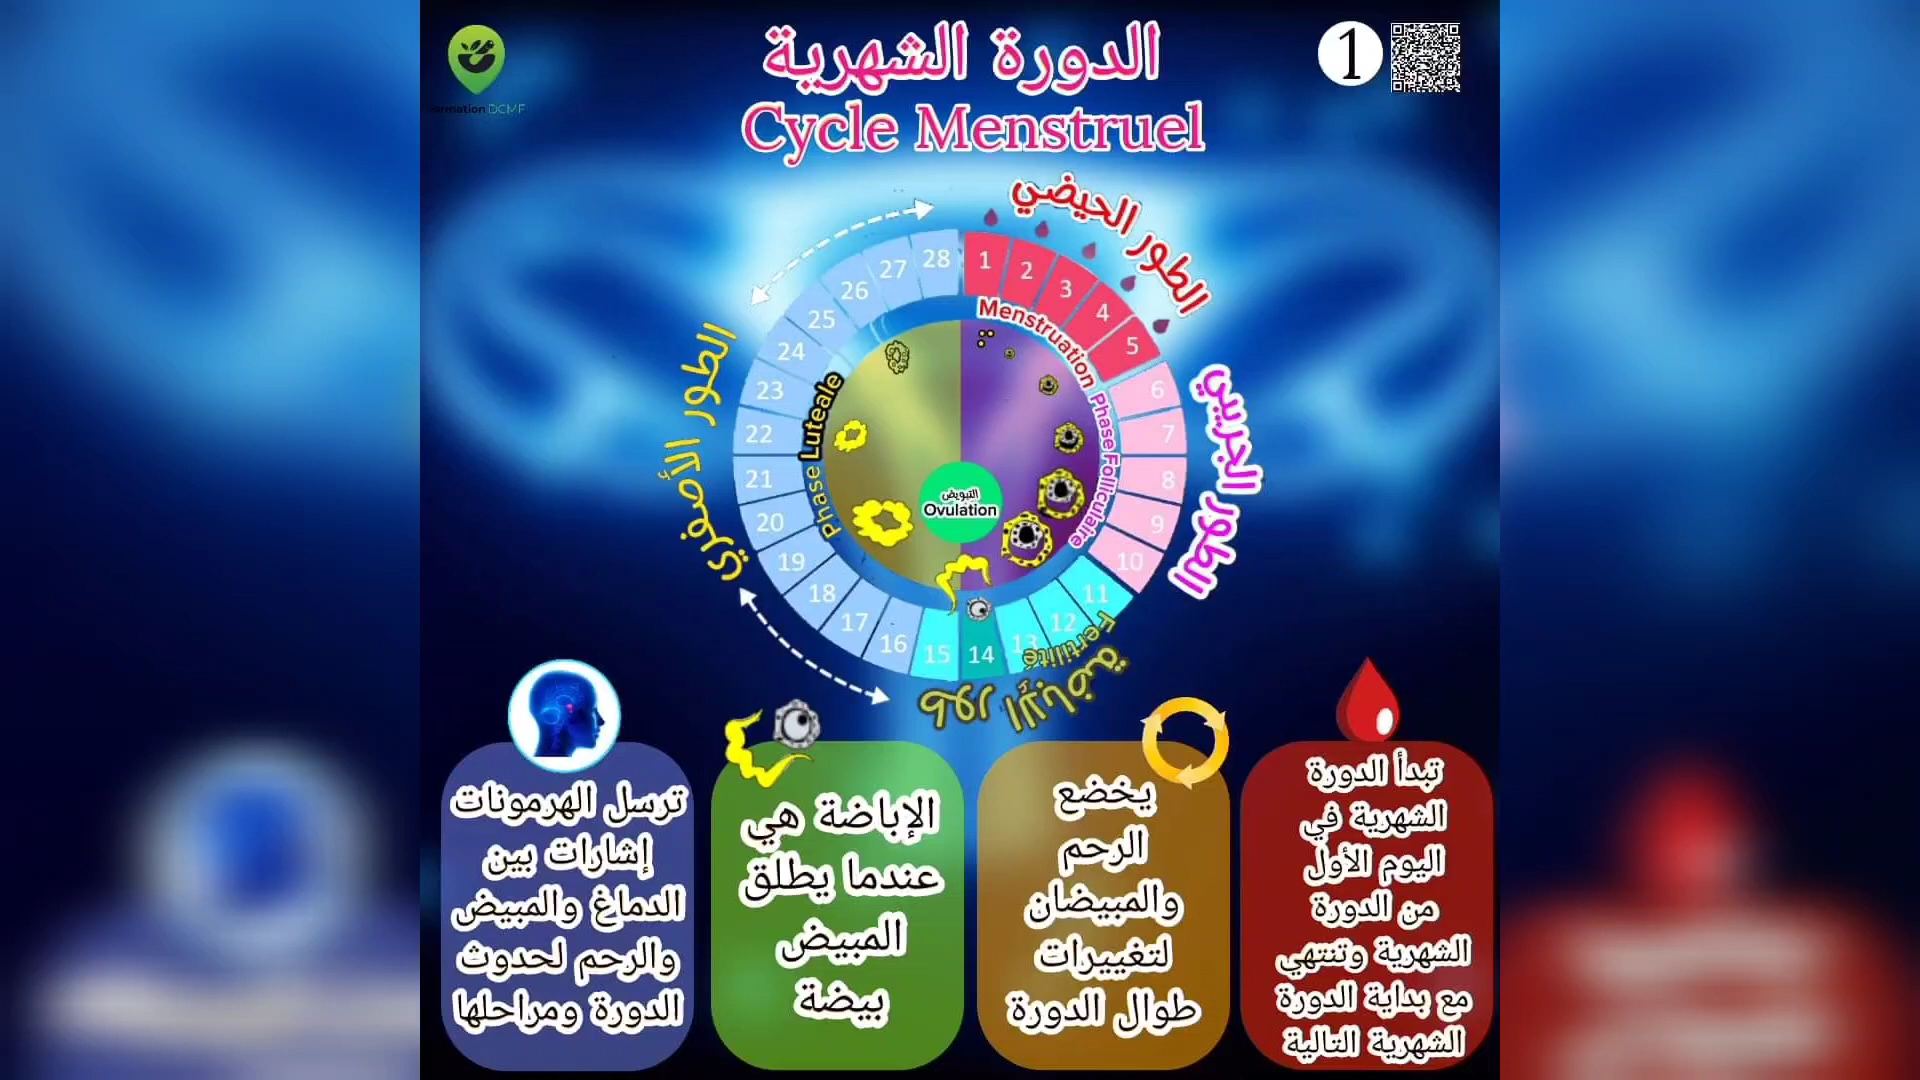 الدورة الشهرية
Cycle Menstruel
1
Formation DCMF
الطور الحيضي
الطور الجريبي
طور الإباضة
الطور الأصفري
1
2
3
4
5
6
7
8
9
10
11
12
13
14
15
16
17
18
19
20
21
22
23
24
25
26
27
28
Menstruation
Phase Folliculaire
Fertilité
Phase Luteale
التبويض
Ovulation
تبدأ الدورة
الشهرية في
اليوم الأول
من الدورة
الشهرية وتنتهي
مع بداية الدورة
الشهرية التالية
يخضع
الرحم
والمبيضان
لتغييرات
طوال الدورة
الإباضة هي
عندما يطلق
المبيض
بيضة
ترسل الهرمونات
إشارات بين
الدماغ والمبيض
والرحم لحدوث
الدورة ومراحلها